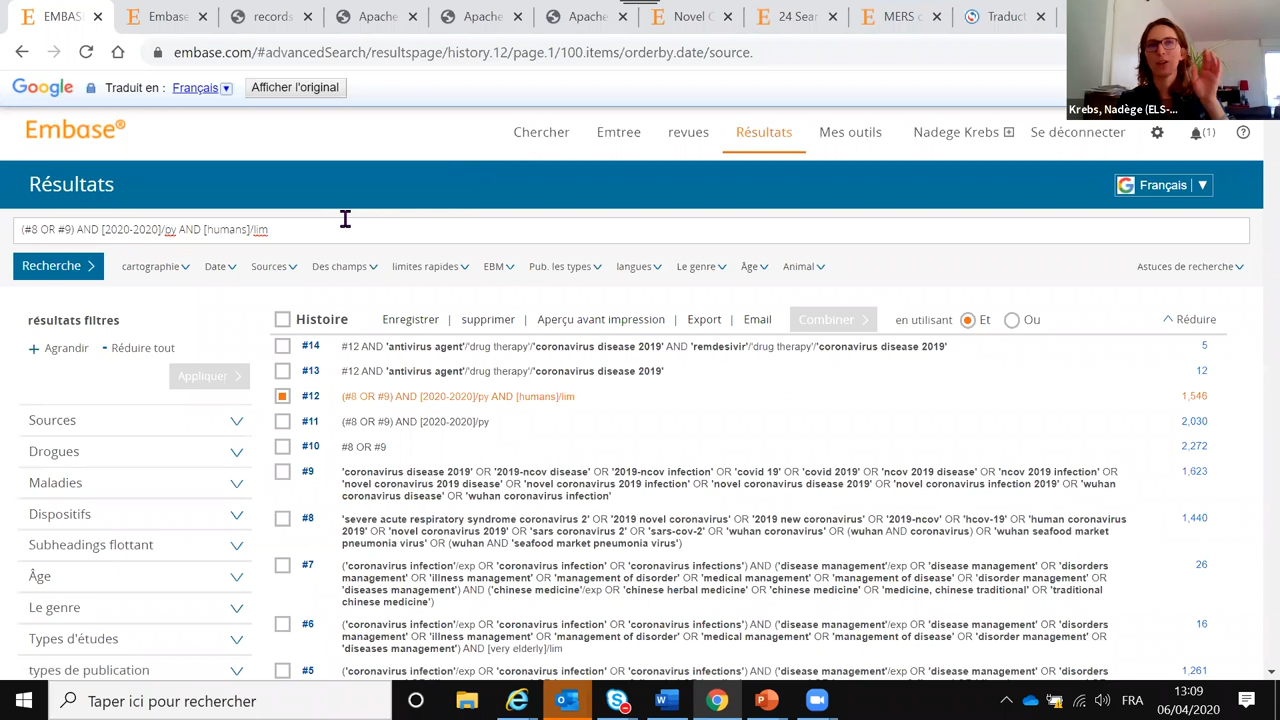 EMBAS
Embase
records
Apache
Apache
Apache
Novel C
24 Sear
MERS c
Traduct
embase.com/#advancedSearch/resultspage/history.12/page.1/100.items/orderby.date/source.
Krebs, Nadège (ELS-...
Google Traduit en : Français Afficher l'original
Embase®
Chercher Emtree revues Résultats Mes outils Nadege Krebs Se déconnecter (1)
Résultats
Français
(#8 OR #9) AND [2020-2020]/py AND [humans]/lim
Recherche cartographie Date Sources Des champs limites rapides EBM Pub. les types langues Le genre Âge Animal Astuces de recherche
résultats filtres
+ Agrandir - Réduire tout
Appliquer
Sources
Drogues
Maladies
Dispositifs
Subheadings flottant
Âge
Le genre
Types d'études
types de publication
Histoire Enregistrer | supprimer | Aperçu avant impression | Export | Email Combiner en utilisant Et Ou Réduire
#14 #12 AND 'antivirus agent'/'drug therapy'/'coronavirus disease 2019' AND 'remdesivir'/'drug therapy'/'coronavirus disease 2019' 5
#13 #12 AND 'antivirus agent'/'drug therapy'/'coronavirus disease 2019' 12
#12 (#8 OR #9) AND [2020-2020]/py AND [humans]/lim 1,546
#11 (#8 OR #9) AND [2020-2020]/py 2,030
#10 #8 OR #9 2,272
#9 'coronavirus disease 2019' OR '2019-ncov disease' OR '2019-ncov infection' OR 'covid 19' OR 'covid 2019' OR 'ncov 2019 disease' OR 'ncov 2019 infection' OR 1,623
'novel coronavirus 2019 disease' OR 'novel coronavirus 2019 infection' OR 'novel coronavirus disease 2019' OR 'novel coronavirus infection 2019' OR 'wuhan
coronavirus disease' OR 'wuhan coronavirus infection'
#8 'severe acute respiratory syndrome coronavirus 2' OR '2019 novel coronavirus' OR '2019 new coronavirus' OR '2019-ncov' OR 'hcov-19' OR 'human coronavirus 1,440
2019' OR 'sars coronavirus 2' OR 'sars-cov-2' OR 'wuhan coronavirus' OR (wuhan AND coronavirus) OR 'wuhan seafood market
pneumonia virus' OR (wuhan AND 'seafood market pneumonia virus')
#7 ('coronavirus infection'/exp OR 'coronavirus infection' OR 'coronavirus infections') AND ('disease management'/exp OR 'disease management' OR 'disorders 26
management' OR 'illness management' OR 'management of disorder' OR 'medical management' OR 'management of disease' OR 'disorder management' OR
'diseases management') AND ('chinese medicine'/exp OR 'chinese herbal medicine' OR 'chinese medicine' OR 'medicine, chinese traditional' OR 'traditional
chinese medicine')
#6 ('coronavirus infection'/exp OR 'coronavirus infection' OR 'coronavirus infections') AND ('disease management'/exp OR 'disease management' OR 'disorders 16
management' OR 'illness management' OR 'management of disorder' OR 'medical management' OR 'management of disease' OR 'disorder management' OR
'diseases management') AND [very elderly]/lim
#5 ('coronavirus infection'/exp OR 'coronavirus infection' OR 'coronavirus infections') AND ('disease management'/exp OR 'disease management' OR 'disorders 1,261
Taper ici pour rechercher
FRA
13:09
06/04/2020